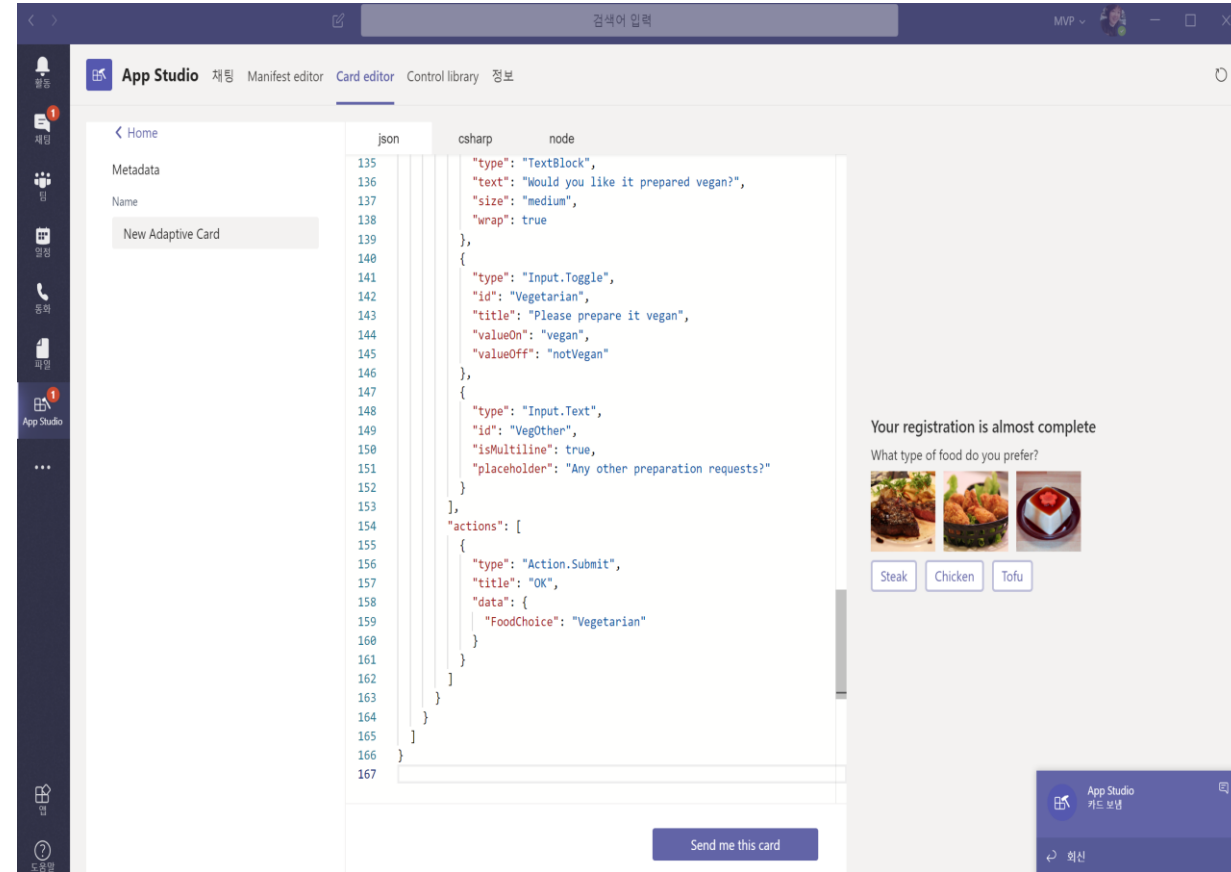 검색어 입력
MVP
활동
1
채팅
팀
일정
통화
파일
1
App Studio
앱
도움말
App Studio 채팅 Manifest editor Card editor Control library 정보
Home
Metadata
Name
New Adaptive Card
json csharp node
135 "type": "TextBlock",
136 "text": "Would you like it prepared vegan?",
137 "size": "medium",
138 "wrap": true
139 },
140 {
141 "type": "Input.Toggle",
142 "id": "Vegetarian",
143 "title": "Please prepare it vegan",
144 "valueOn": "vegan",
145 "valueOff": "notVegan"
146 },
147 {
148 "type": "Input.Text",
149 "id": "VegOther",
150 "isMultiline": true,
151 "placeholder": "Any other preparation requests?"
152 }
153 ],
154 "actions": [
155 {
156 "type": "Action.Submit",
157 "title": "OK",
158 "data": {
159 "FoodChoice": "Vegetarian"
160 }
161 }
162 ]
163 }
164 }
165 ]
166 }
167
Send me this card
Your registration is almost complete
What type of food do you prefer?
Steak Chicken Tofu
App Studio
카드 보냄
회신